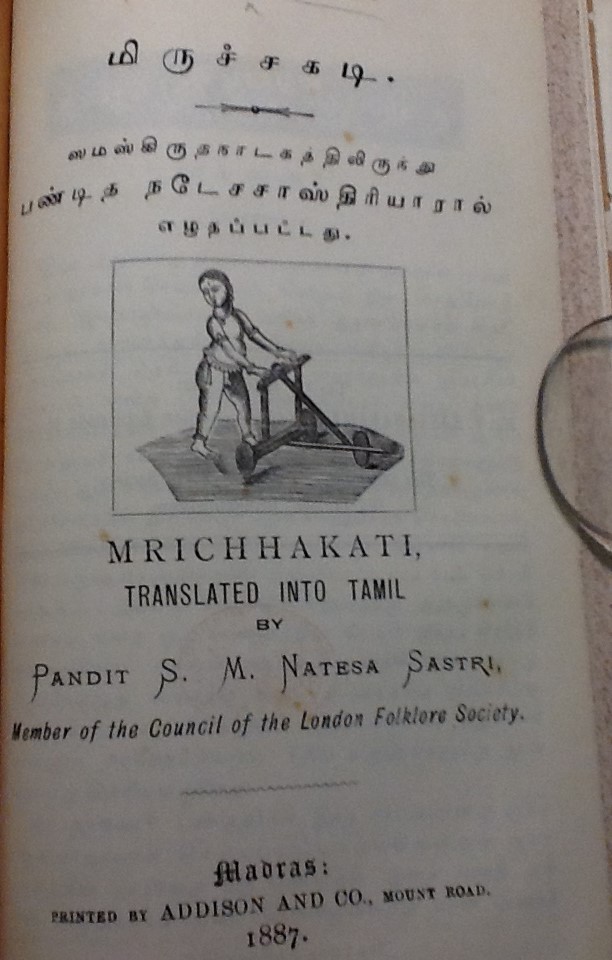 மிருச்சகடி.
ஸமஸ்கிருதநாடகத்திலிருந்து
பண்டித நடேசசாஸ்திரியாரால்
எழுதப்பட்டது.
MRICHHAKATI,
TRANSLATED INTO TAMIL
BY
PANDIT S. M. NATESA SASTRI,
Member of the Council of the London Folklore Society.
Madras:
PRINTED BY ADDISON AND CO., MOUNT ROAD.
1887.